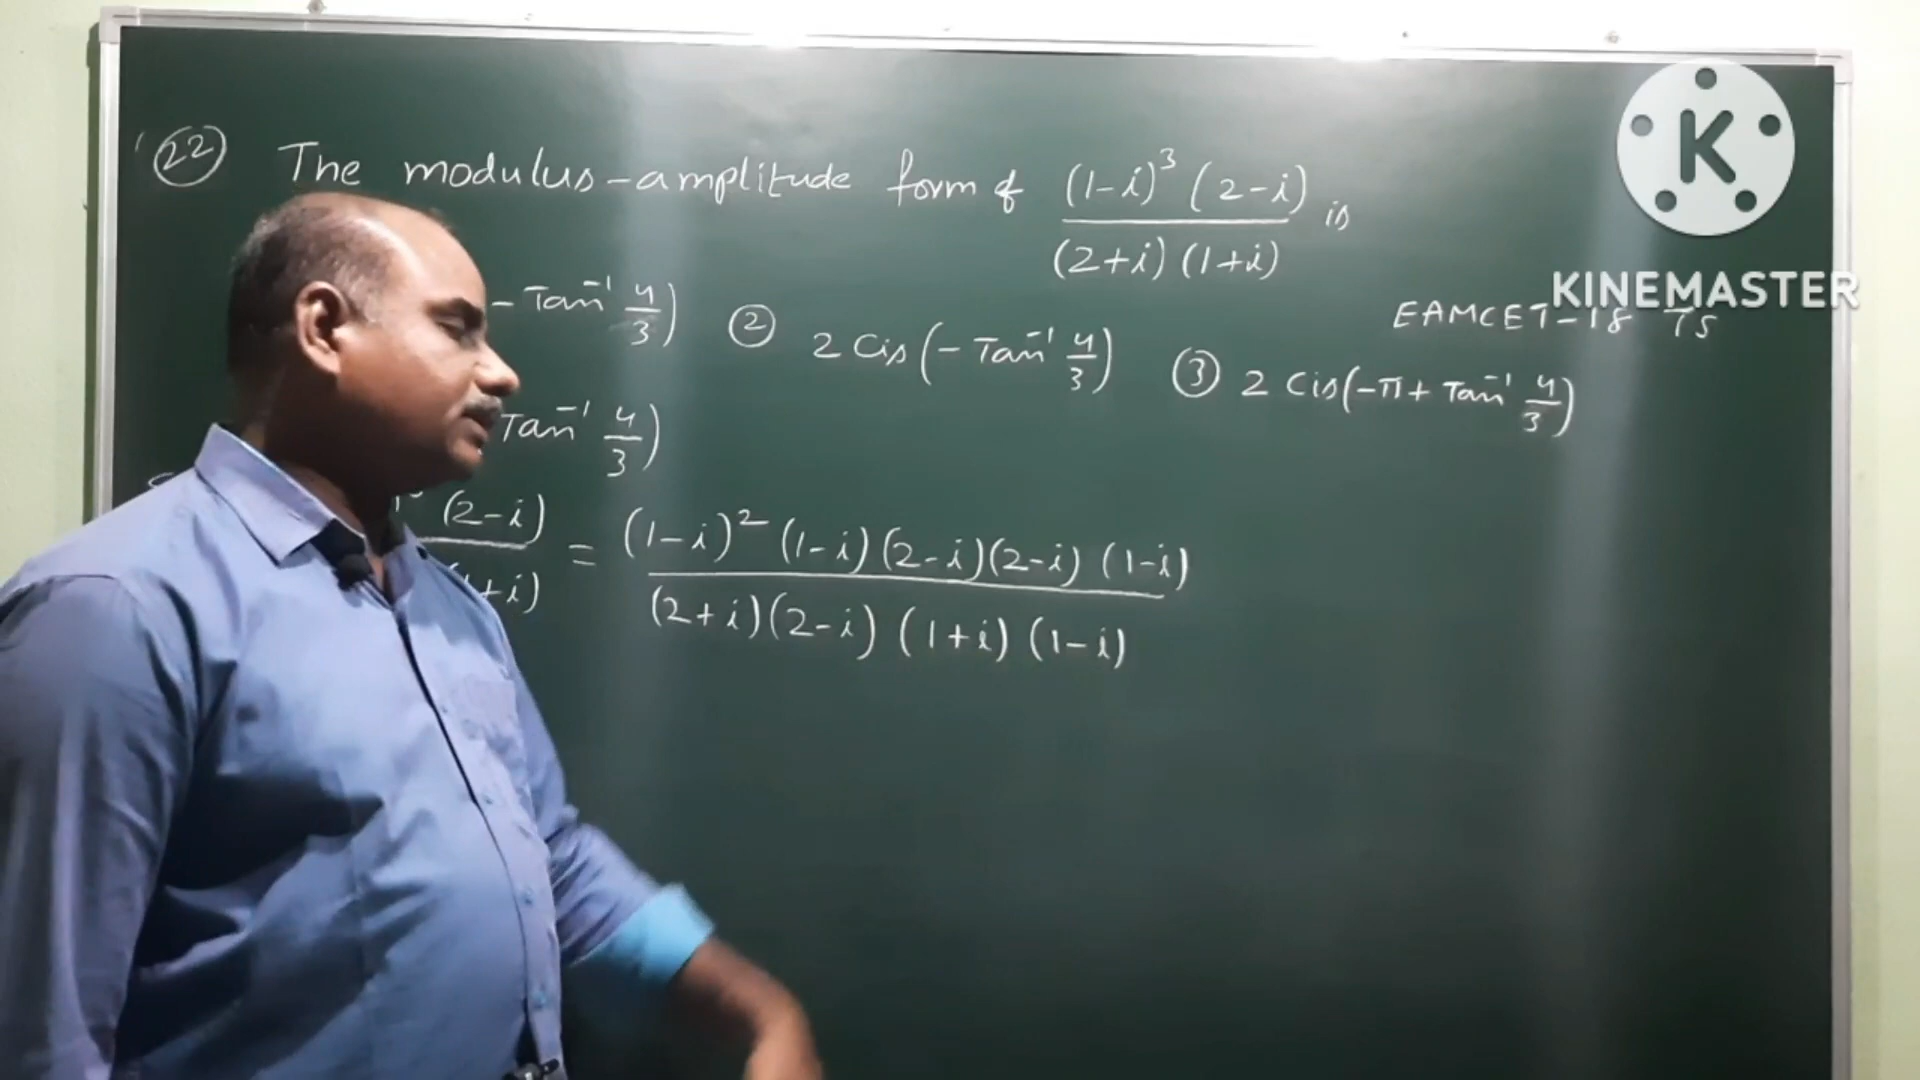 22 The modulus-amplitude form of (1-i)³ (2-i) / (2+i) (1+i) is
EAMCET-18 TS
- Tan⁻¹ 4/3) ② 2 Cis(- Tan⁻¹ 4/3) ③ 2 Cis(-π + Tan⁻¹ 4/3)
Tan⁻¹ 4/3)
(2-i) / +i) = (1-i)² (1-i) (2-i)(2-i) (1-i) / (2+i)(2-i) (1+i) (1-i)
K
KINEMASTER